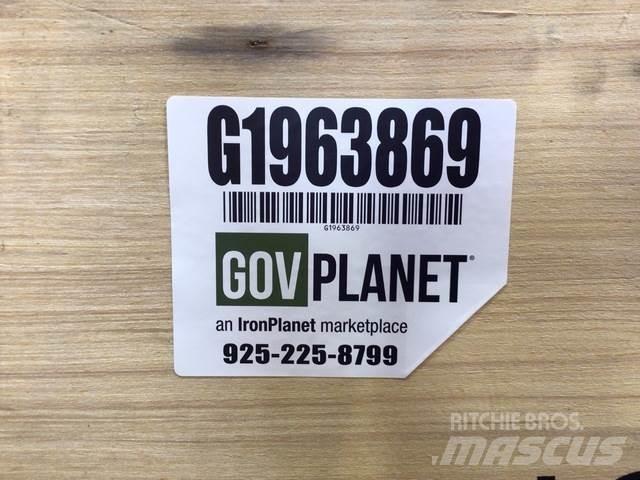 G1963869
G1963869
GOV PLANET®
an IronPlanet marketplace
925-225-8799
RITCHIE BROS.
MASCUS